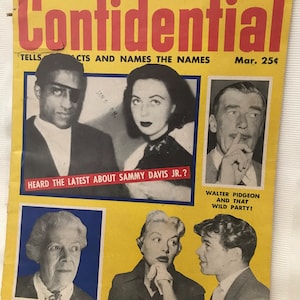 Confidential
TELLS FACTS AND NAMES THE NAMES Mar. 25¢
HEARD THE LATEST ABOUT SAMMY DAVIS JR.?
WALTER PIDGEON
AND THAT
WILD PARTY!